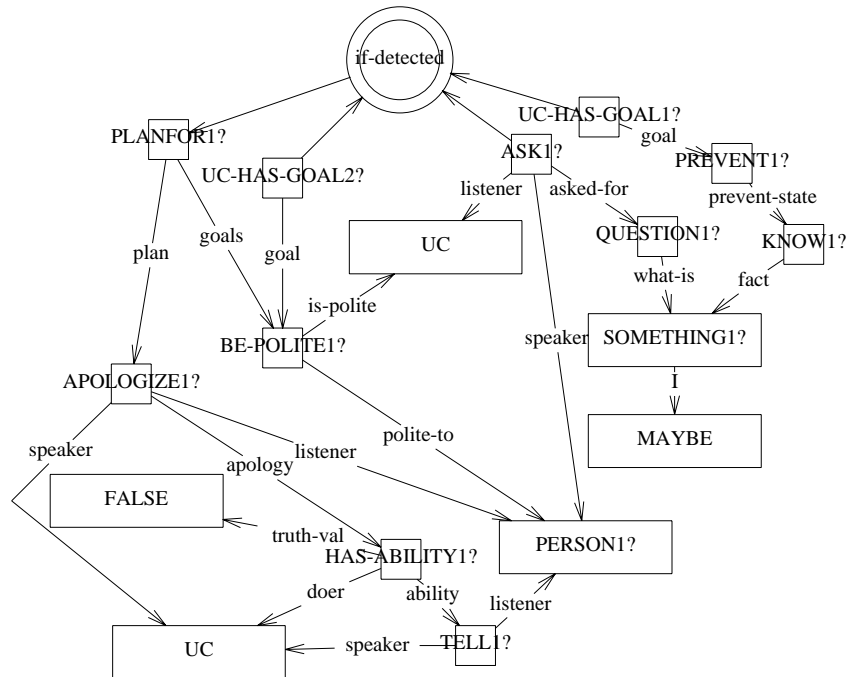 if-detected
UC-HAS-GOAL1?
PLANFOR1?
goal
ASK1?
PREVENT1?
UC-HAS-GOAL2?
listener
asked-for
prevent-state
goals
QUESTION1?
KNOW1?
plan
goal
UC
what-is
fact
is-polite
speaker
SOMETHING1?
BE-POLITE1?
APOLOGIZE1?
I
speaker
polite-to
MAYBE
listener
apology
FALSE
truth-val
PERSON1?
HAS-ABILITY1?
doer
ability
listener
UC
speaker
TELL1?